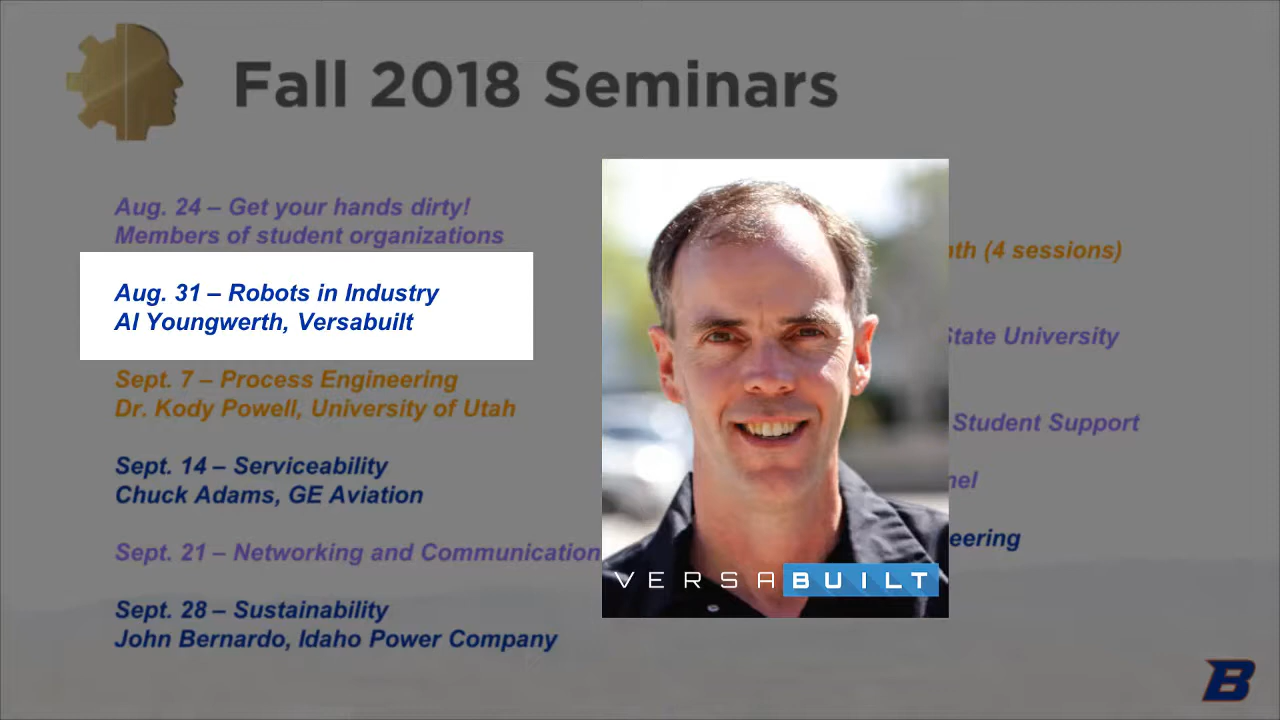 Fall 2018 Seminars
Aug. 24 – Get your hands dirty!
Members of student organizations
Aug. 31 – Robots in Industry
Al Youngwerth, Versabuilt
Sept. 7 – Process Engineering
Dr. Kody Powell, University of Utah
Sept. 14 – Serviceability
Chuck Adams, GE Aviation
Sept. 21 – Networking and Communication
Sept. 28 – Sustainability
John Bernardo, Idaho Power Company
VERSABUILT
(4 sessions)
State University
Student Support
B